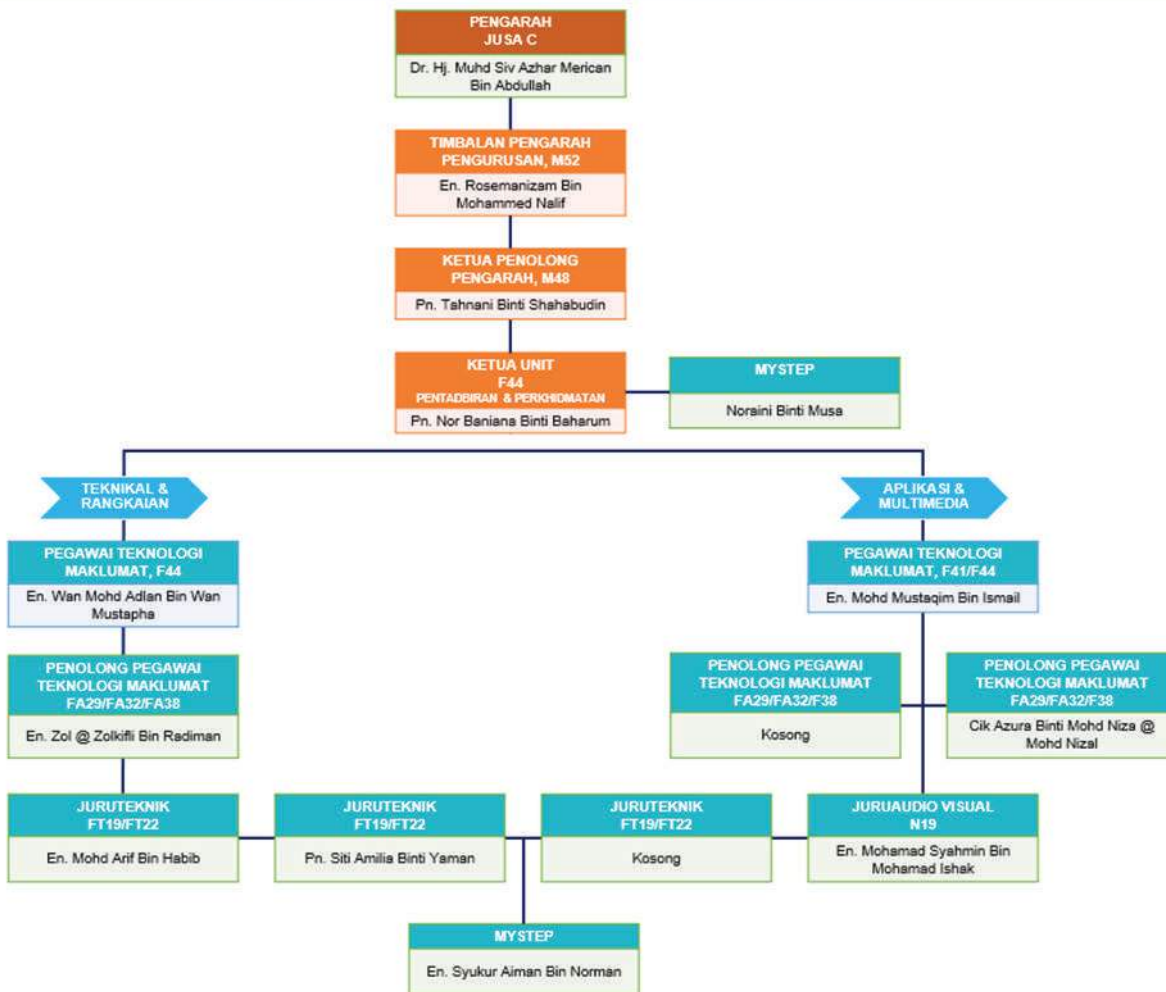 PENGARAH
JUSA C
Dr. Hj. Muhd Siv Azhar Merican
Bin Abdullah
TIMBALAN PENGARAH
PENGURUSAN, M52
En. Rosemanizam Bin
Mohammed Nalif
KETUA PENOLONG
PENGARAH, M48
Pn. Tahnani Binti Shahabudin
KETUA UNIT
F44
PENTADBIRAN & PERKHIDMATAN
Pn. Nor Baniana Binti Baharum
MYSTEP
Noraini Binti Musa
TEKNIKAL &
RANGKAIAN
APLIKASI &
MULTIMEDIA
PEGAWAI TEKNOLOGI
MAKLUMAT, F44
En. Wan Mohd Adlan Bin Wan
Mustapha
PEGAWAI TEKNOLOGI
MAKLUMAT, F41/F44
En. Mohd Mustaqim Bin Ismail
PENOLONG PEGAWAI
TEKNOLOGI MAKLUMAT
FA29/FA32/FA38
En. Zol @ Zolkifli Bin Radiman
PENOLONG PEGAWAI
TEKNOLOGI MAKLUMAT
FA29/FA32/F38
Kosong
PENOLONG PEGAWAI
TEKNOLOGI MAKLUMAT
FA29/FA32/F38
Cik Azura Binti Mohd Niza @
Mohd Nizal
JURUTEKNIK
FT19/FT22
En. Mohd Arif Bin Habib
JURUTEKNIK
FT19/FT22
Pn. Siti Amilia Binti Yaman
JURUTEKNIK
FT19/FT22
Kosong
JURUAUDIO VISUAL
N19
En. Mohamad Syahmin Bin
Mohamad Ishak
MYSTEP
En. Syukur Aiman Bin Norman